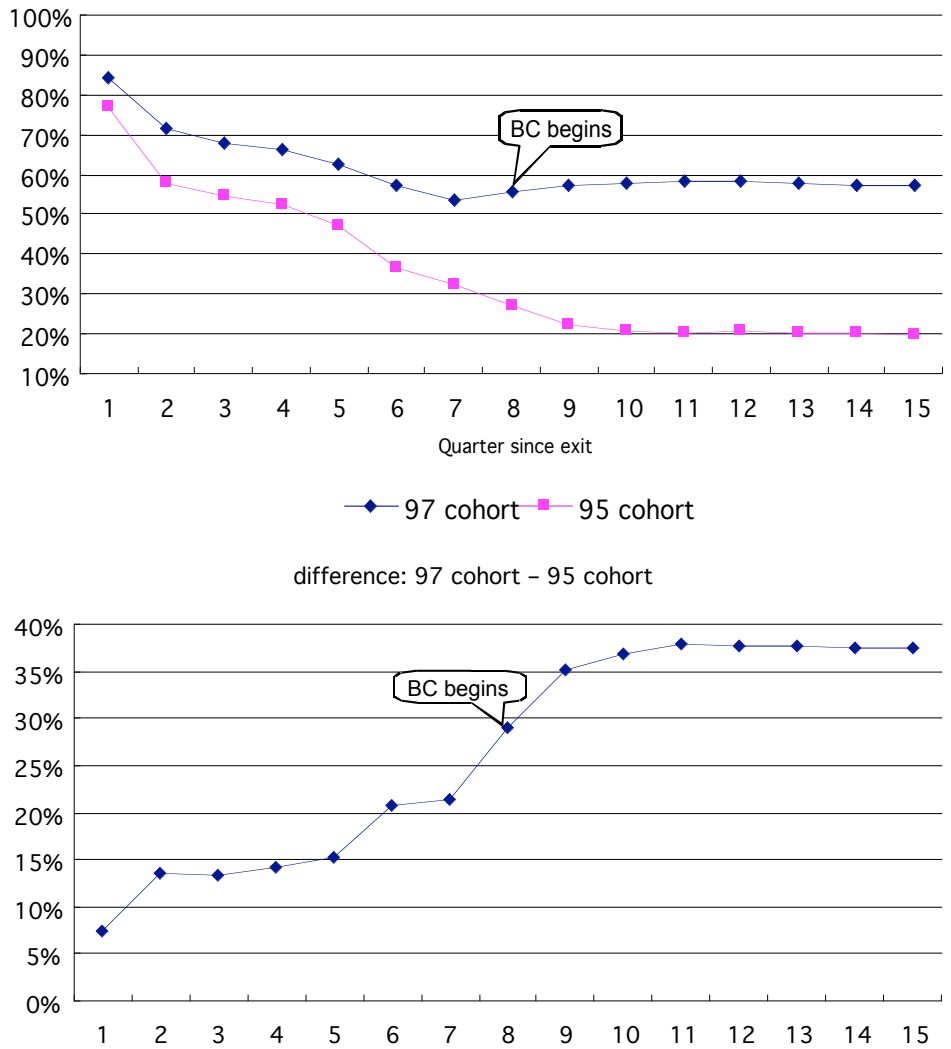 100%
90%
80%
BC begins
70%
60%
50%
40%
30%
20%
10%
1 2 3 4 5 6 7 8 9 10 11 12 13 14 15
Quarter since exit
97 cohort 95 cohort
difference: 97 cohort – 95 cohort
40%
35%
BC begins
30%
25%
20%
15%
10%
5%
0%
1 2 3 4 5 6 7 8 9 10 11 12 13 14 15